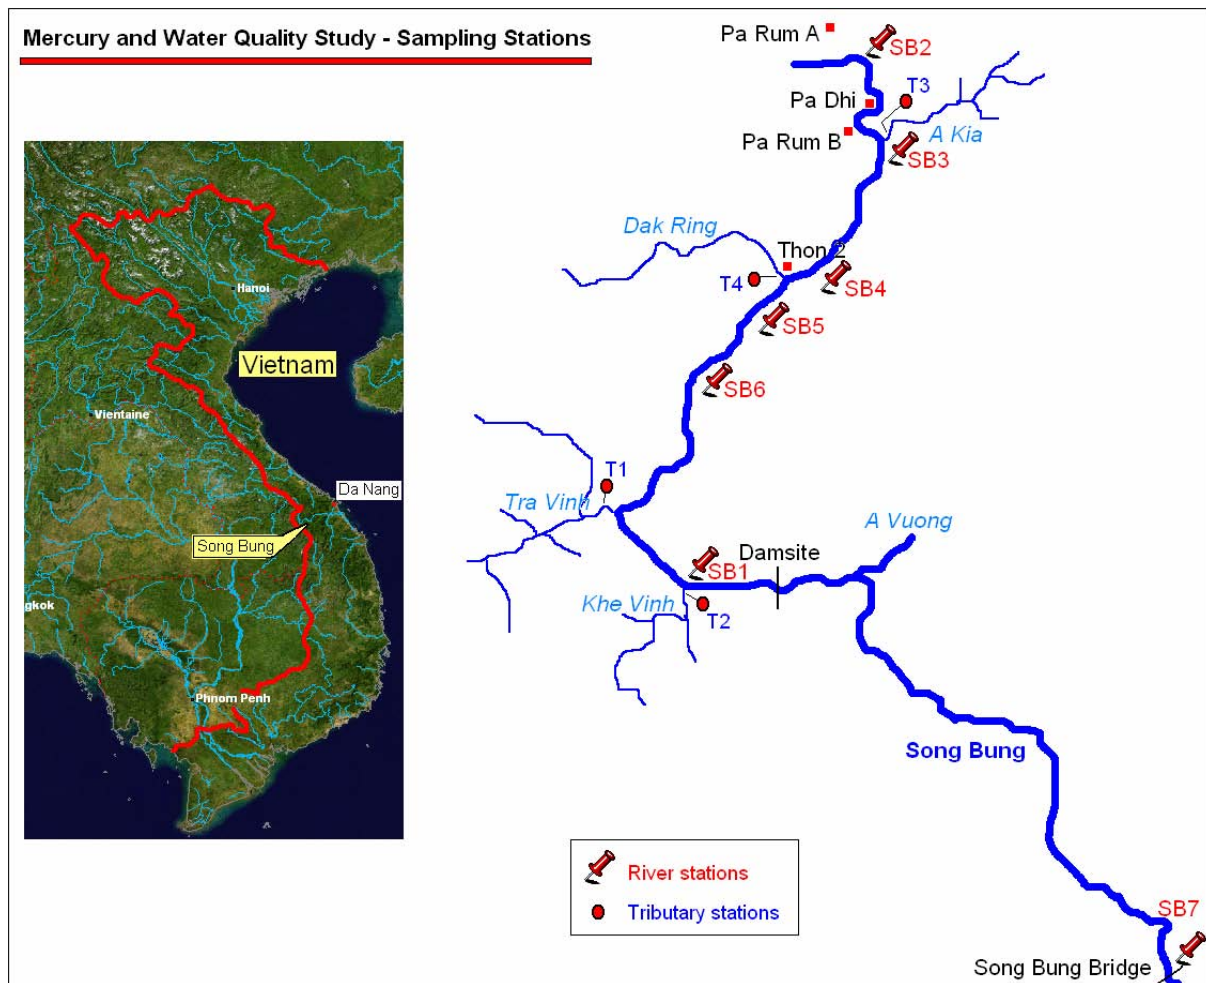 Mercury and Water Quality Study - Sampling Stations
Pa Rum A
SB2
T3
Pa Dhi
Pa Rum B
A Kia
SB3
Dak Ring
Thon 2
T4
SB4
SB5
SB6
T1
Tra Vinh
A Vuong
Damsite
SB1
Khe Vinh
T2
Song Bung
SB7
Song Bung Bridge
River stations
Tributary stations
Hanoi
Vietnam
Vientaine
Da Nang
Song Bung
gkok
Phnom Penh